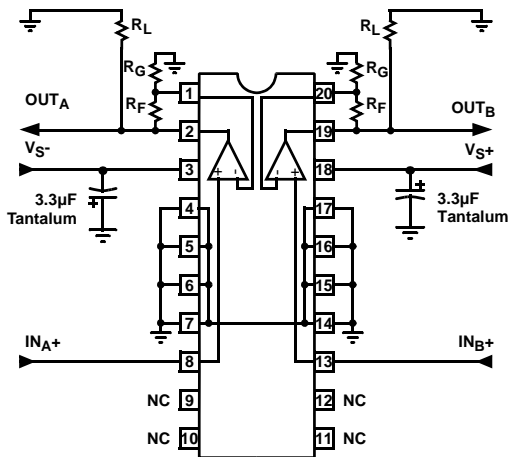 RL
RL
RG
RG
1
20
OUTA
RF
RF
OUTB
2
19
VS-
VS+
3
18
+ -
- +
3.3µF
Tantalum
+
+
3.3µF
Tantalum
4
17
5
16
6
15
7
14
INA+
INB+
8
13
NC 9
12 NC
NC 10
11 NC